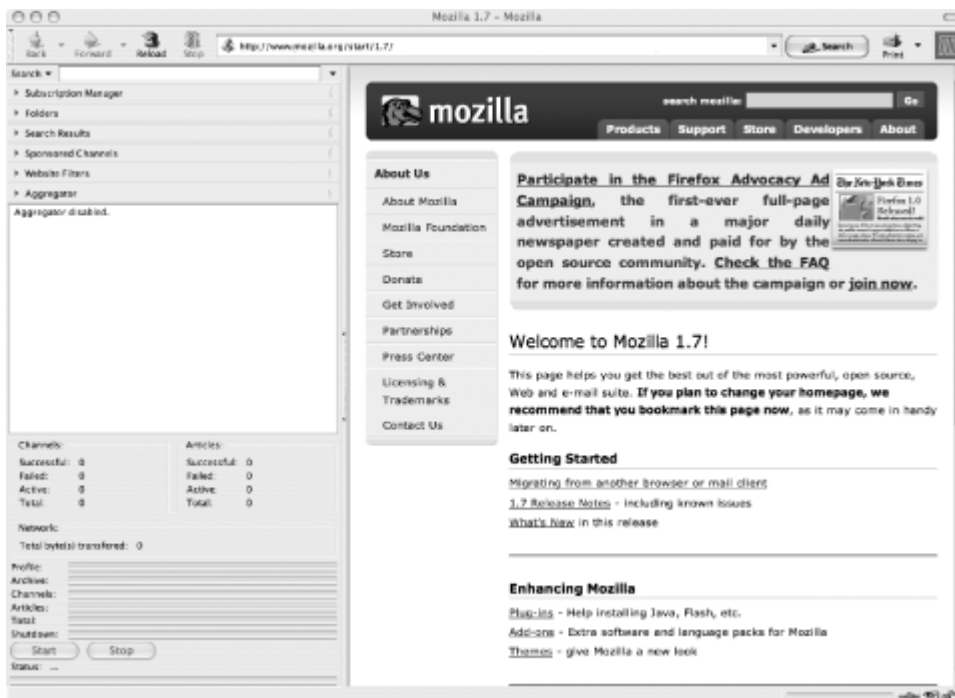 Mozilla 1.7 – Mozilla
Back Forward Reload Stop http://www.mozilla.org/start/1.7/ Search Print
Search
Subscription Manager
Folders
Search Results
Sponsored Channels
Website Filters
Aggregator
Aggregator disabled.
Channels: Articles:
Successful: 0 Successful: 0
Failed: 0 Failed: 0
Active: 0 Active: 0
Total: 0 Total: 0
Network:
Total byte(s) transfered: 0
Profile:
Archive:
Channels:
Articles:
Total:
Shutdown:
Start Stop
Status: ...
mozilla
search mozilla: Go
Products Support Store Developers About
About Us
About Mozilla
Mozilla Foundation
Store
Donate
Get Involved
Partnerships
Press Center
Licensing &
Trademarks
Contact Us
Participate in the Firefox Advocacy Ad
Campaign, the first-ever full-page
advertisement in a major daily
newspaper created and paid for by the
open source community. Check the FAQ
for more information about the campaign or join now.
The New York Times
Firefox 1.0
Released!
Welcome to Mozilla 1.7!
This page helps you get the best out of the most powerful, open source,
Web and e-mail suite. If you plan to change your homepage, we
recommend that you bookmark this page now, as it may come in handy
later on.
Getting Started
Migrating from another browser or mail client
1.7 Release Notes - including known issues
What's New in this release
Enhancing Mozilla
Plug-ins - Help installing Java, Flash, etc.
Add-ons - Extra software and language packs for Mozilla
Themes - give Mozilla a new look